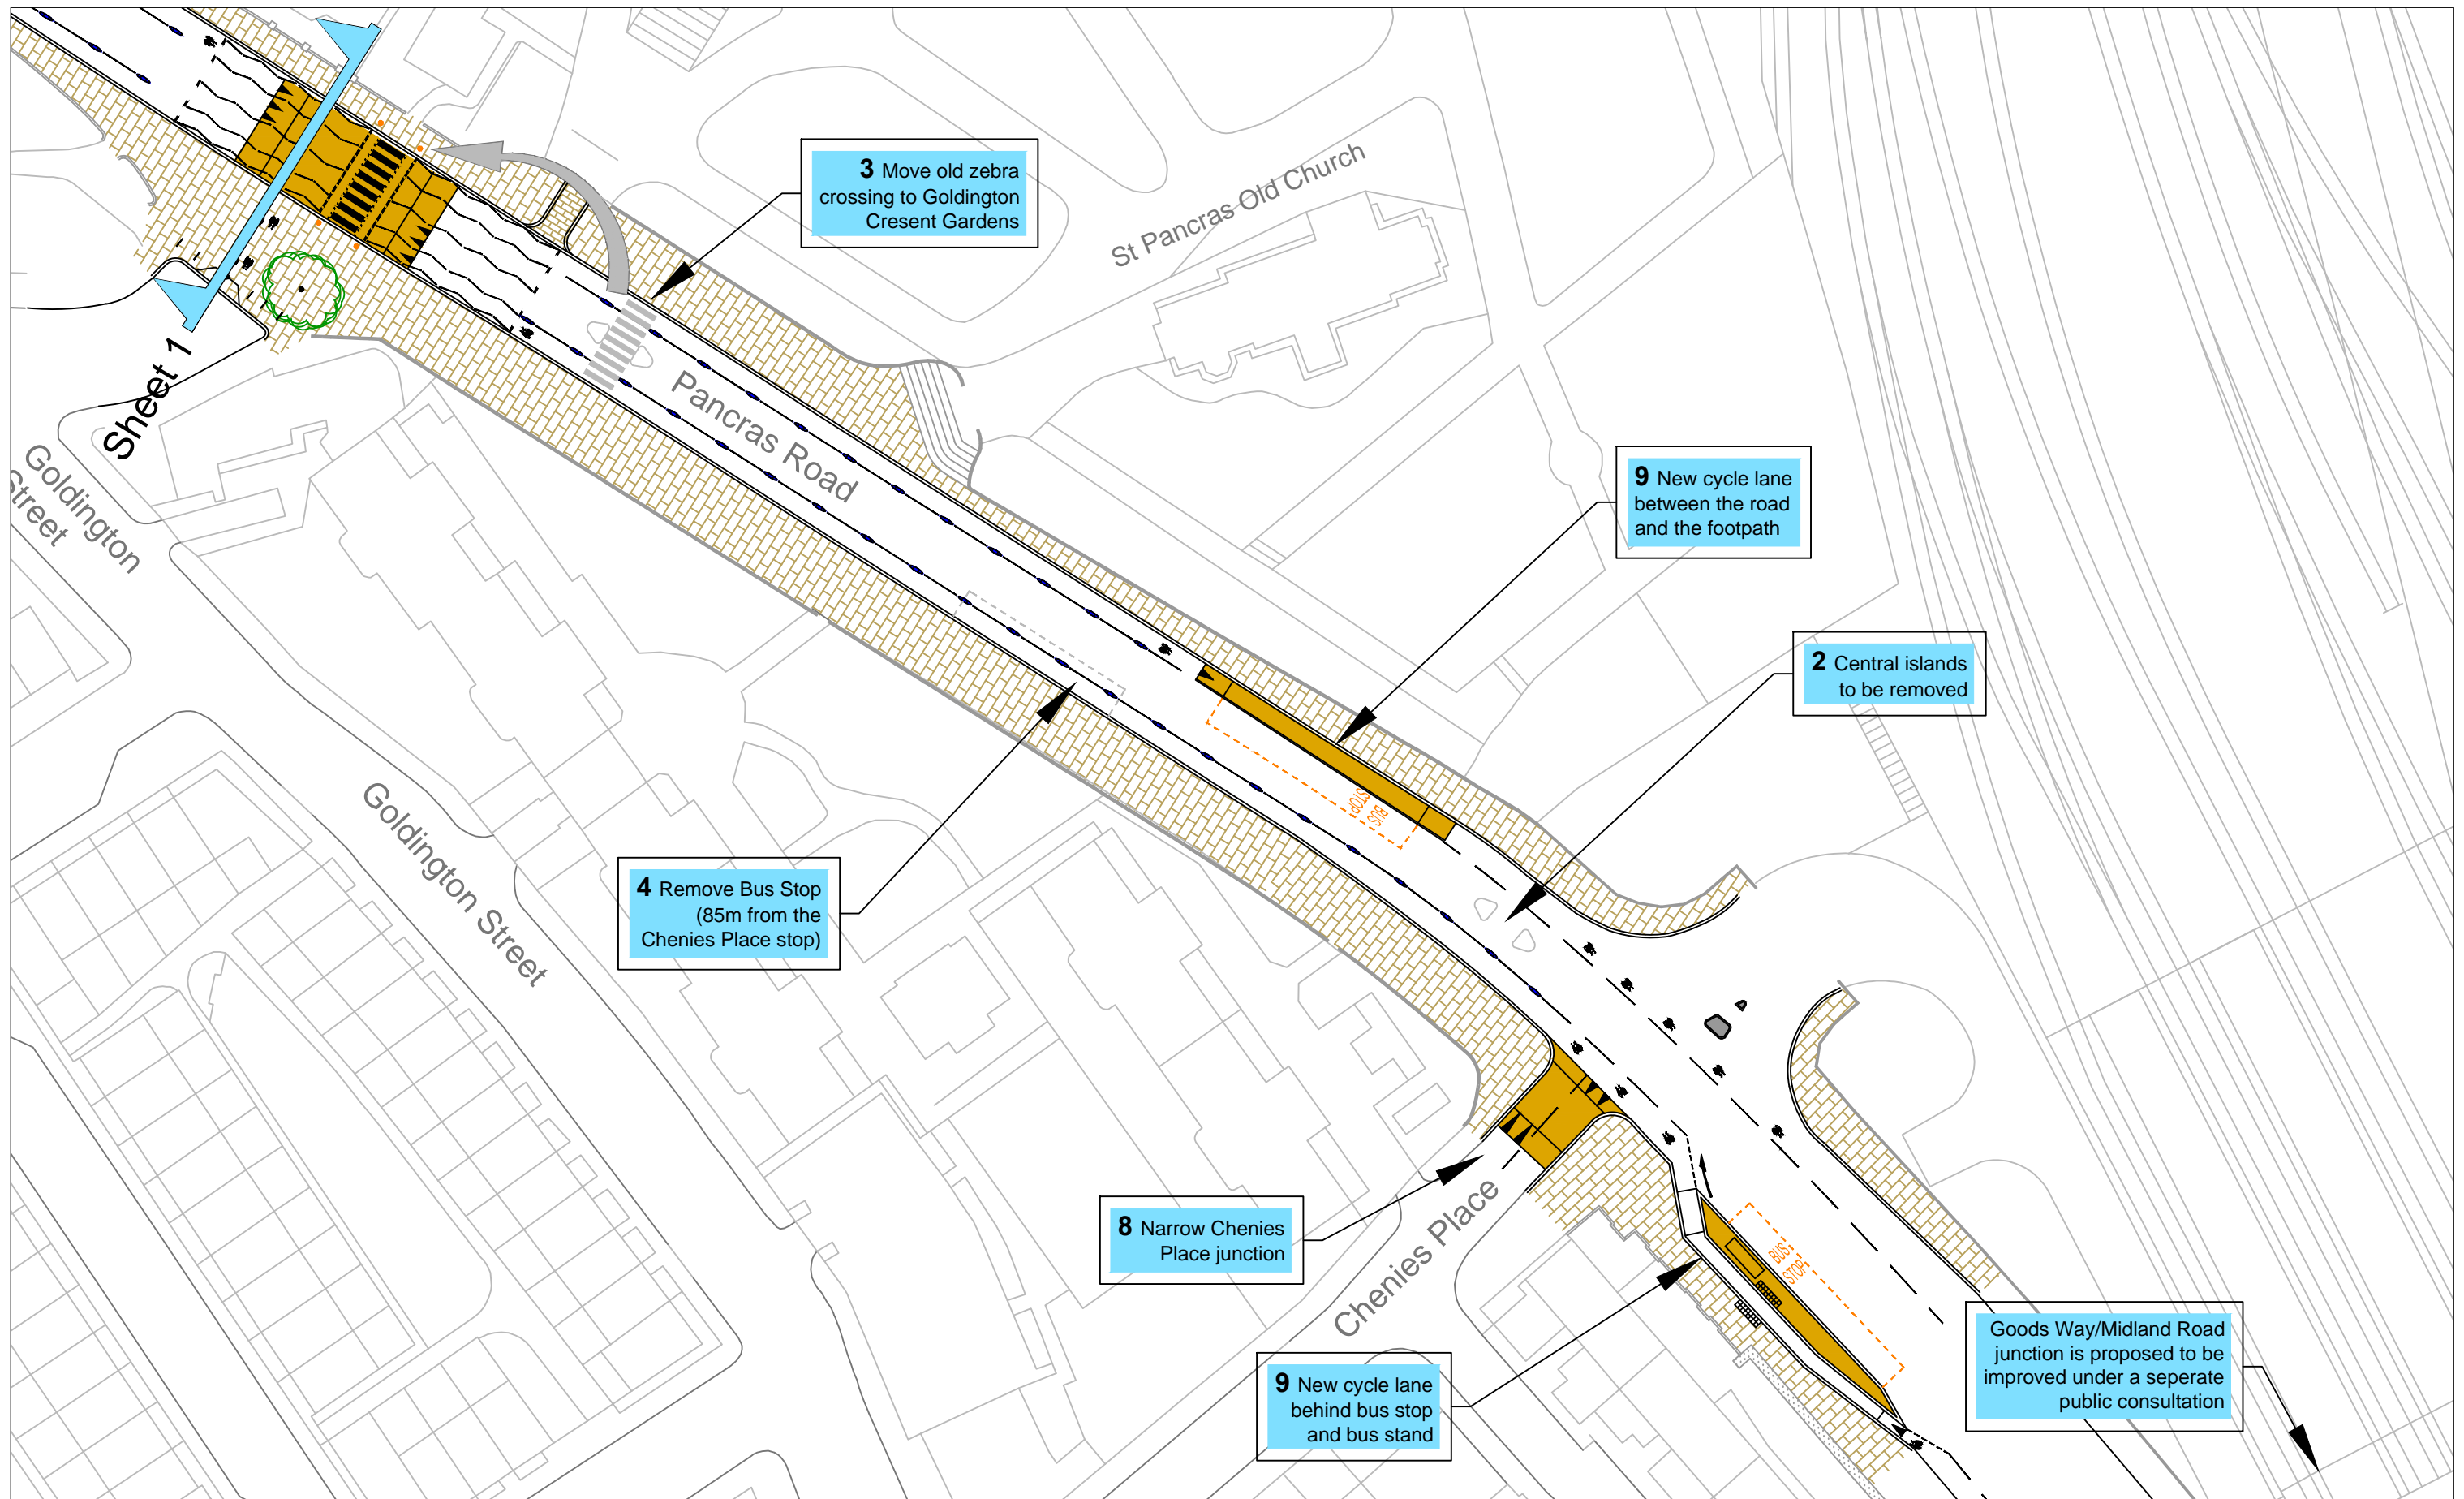 3 Move old zebra
crossing to Goldington
Cresent Gardens
St Pancras Old Church
Sheet 1
Goldington
Street
Pancras Road
9 New cycle lane
between the road
and the footpath
2 Central islands
to be removed
BUS
STOP
Goldington Street
4 Remove Bus Stop
(85m from the
Chenies Place stop)
8 Narrow Chenies
Place junction
Chenies Place
BUS
STOP
9 New cycle lane
behind bus stop
and bus stand
Goods Way/Midland Road
junction is proposed to be
improved under a seperate
public consultation